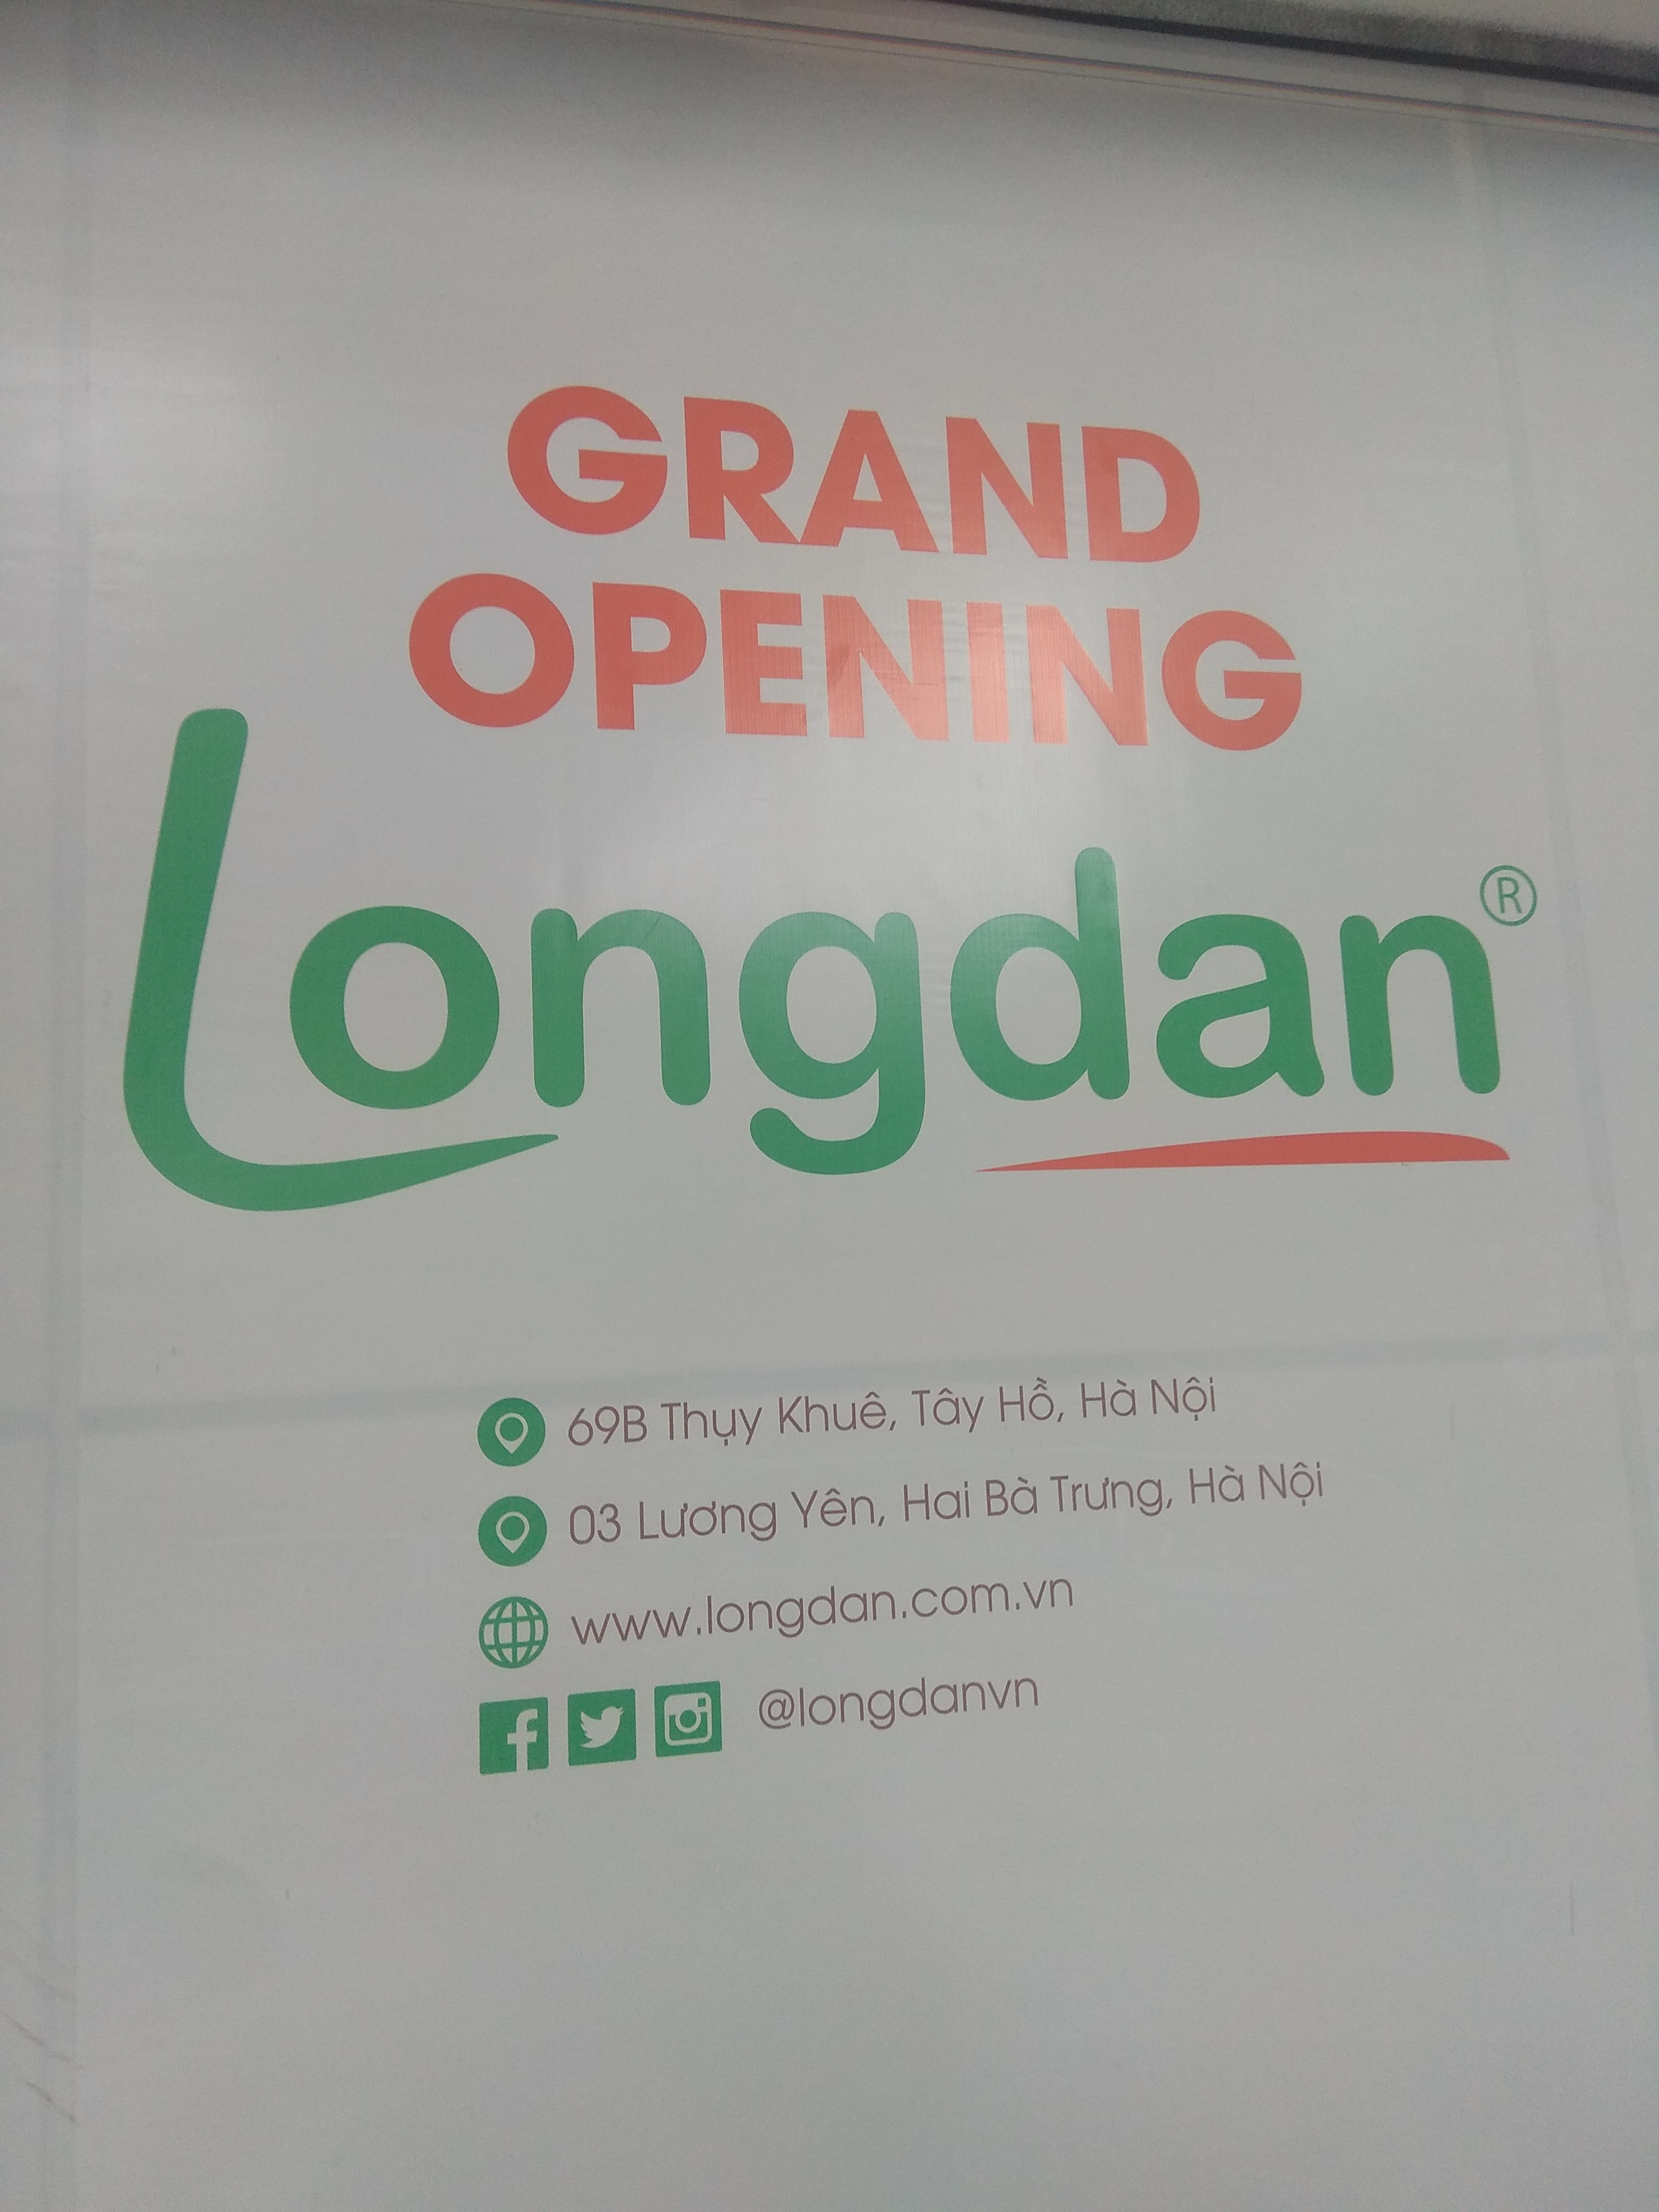 GRAND
OPENING
Longdan®
69B Thụy Khuê, Tây Hồ, Hà Nội
03 Lương Yên, Hai Bà Trưng, Hà Nội
www.longdan.com.vn
@longdanvn